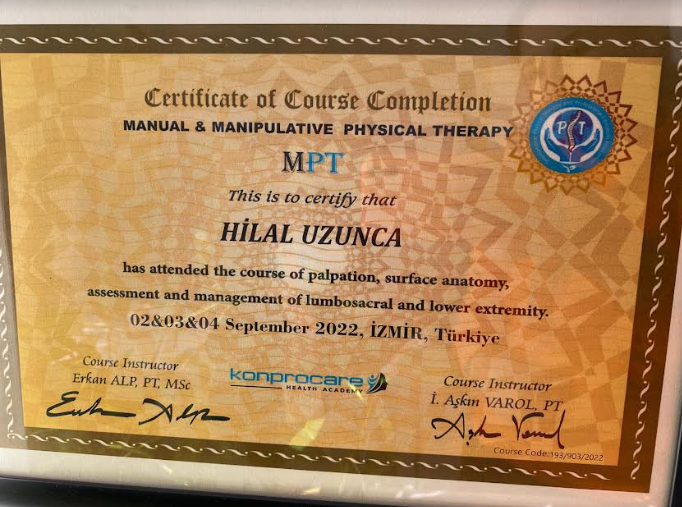 Certificate of Course Completion
MANUAL & MANIPULATIVE PHYSICAL THERAPY
MPT
P T
This is to certify that
HİLAL UZUNCA
has attended the course of palpation, surface anatomy,
assessment and management of lumbosacral and lower extremity.
02&03&04 September 2022, İZMİR, Türkiye
Course Instructor
Erkan ALP, PT, MSc
konprocare
HEALTH ACADEMY
Course Instructor
İ. Aşkın VAROL, PT
Course Code:193/903/2022